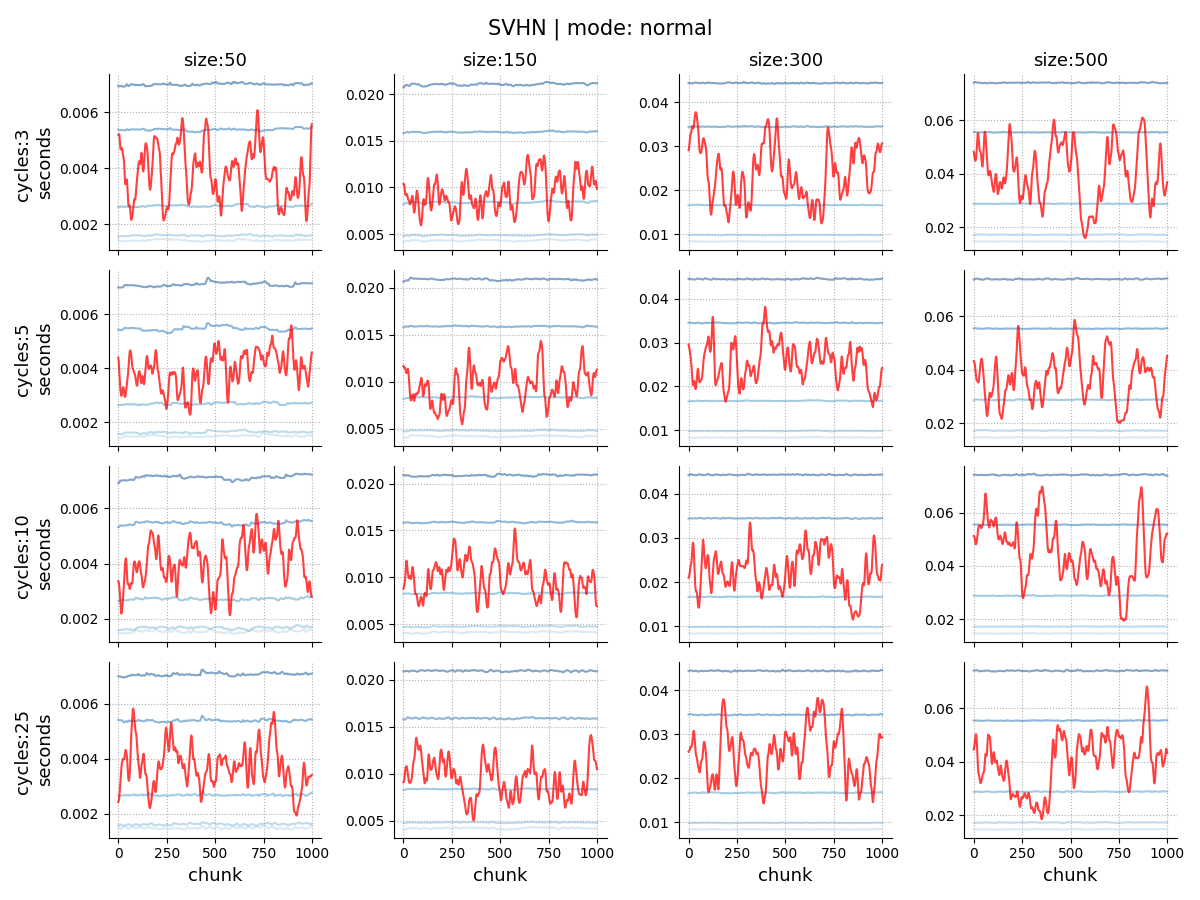 SVHN | mode: normal
size:50 size:150 size:300 size:500
cycles:3
seconds
0.006 0.020 0.04 0.06
0.004 0.015 0.03 0.04
0.002 0.010 0.02 0.02
0.005 0.01
cycles:5
seconds
0.006 0.020 0.04 0.06
0.004 0.015 0.03 0.04
0.002 0.010 0.02 0.02
0.005 0.01
cycles:10
seconds
0.006 0.020 0.04 0.06
0.004 0.015 0.03 0.04
0.002 0.010 0.02 0.02
0.005 0.01
cycles:25
seconds
0.006 0.020 0.04 0.06
0.004 0.015 0.03 0.04
0.002 0.010 0.02 0.02
0.005 0.01
0 250 500 750 1000 0 250 500 750 1000 0 250 500 750 1000 0 250 500 750 1000
chunk chunk chunk chunk